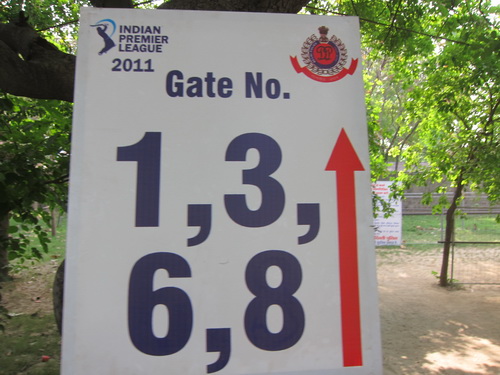 INDIAN
PREMIER
LEAGUE
2011
Gate No.
1,3,
6,8